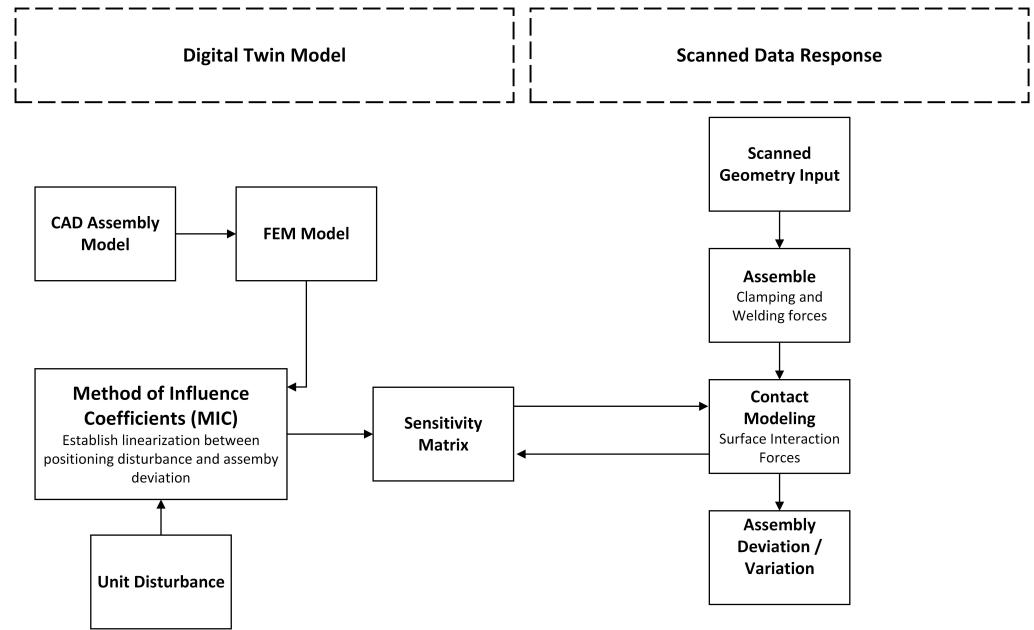 Digital Twin Model
Scanned Data Response
Scanned
Geometry Input
CAD Assembly
Model
FEM Model
Assemble
Clamping and
Welding forces
Method of Influence
Coefficients (MIC)
Establish linearization between
positioning disturbance and assemby
deviation
Sensitivity
Matrix
Contact
Modeling
Surface Interaction
Forces
Unit Disturbance
Assembly
Deviation /
Variation